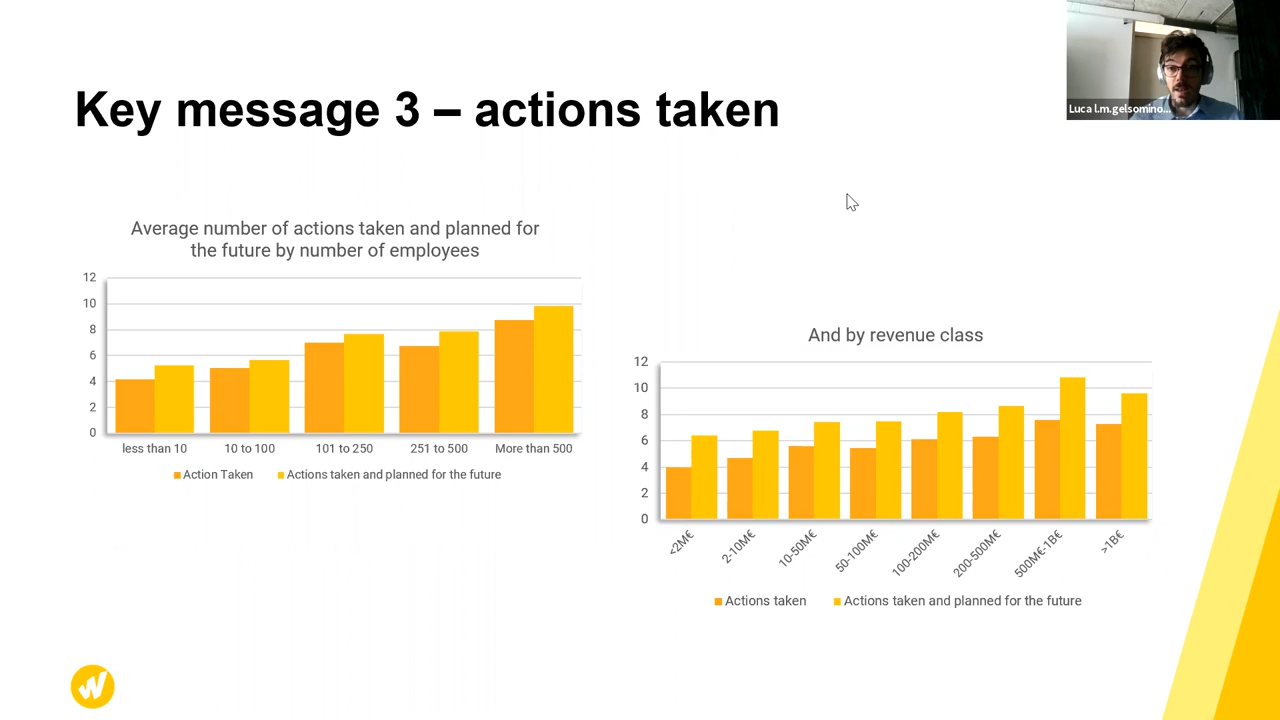 Key message 3 – actions taken
Luca l.m.gelsomino...
Average number of actions taken and planned for
the future by number of employees
12
10
8
6
4
2
0
less than 10 10 to 100 101 to 250 251 to 500 More than 500
Action Taken Actions taken and planned for the future
And by revenue class
12
10
8
6
4
2
0
<2M€ 2-10M€ 10-50M€ 50-100M€ 100-200M€ 200-500M€ 500M€-1B€ >1B€
Actions taken Actions taken and planned for the future